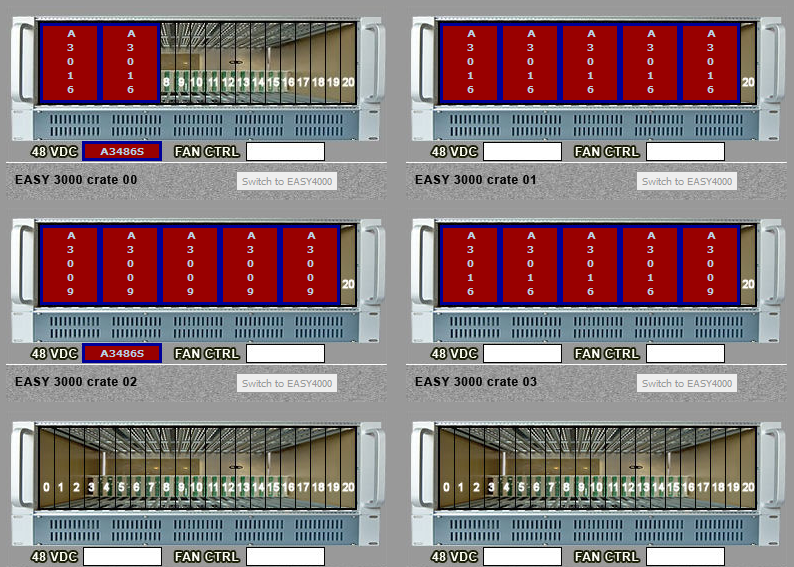 A3016 A3016 8 9 10 11 12 13 14 15 16 17 18 19 20
48 VDC A3486S FAN CTRL
EASY 3000 crate 00 Switch to EASY4000
A3016 A3016 A3016 A3016 A3016 20
48 VDC FAN CTRL
EASY 3000 crate 01 Switch to EASY4000
A3009 A3009 A3009 A3009 A3009 20
48 VDC A3486S FAN CTRL
EASY 3000 crate 02 Switch to EASY4000
A3016 A3016 A3016 A3016 A3009 20
48 VDC FAN CTRL
EASY 3000 crate 03 Switch to EASY4000
0 1 2 3 4 5 6 7 8 9 10 11 12 13 14 15 16 17 18 19 20
48 VDC FAN CTRL
0 1 2 3 4 5 6 7 8 9 10 11 12 13 14 15 16 17 18 19 20
48 VDC FAN CTRL